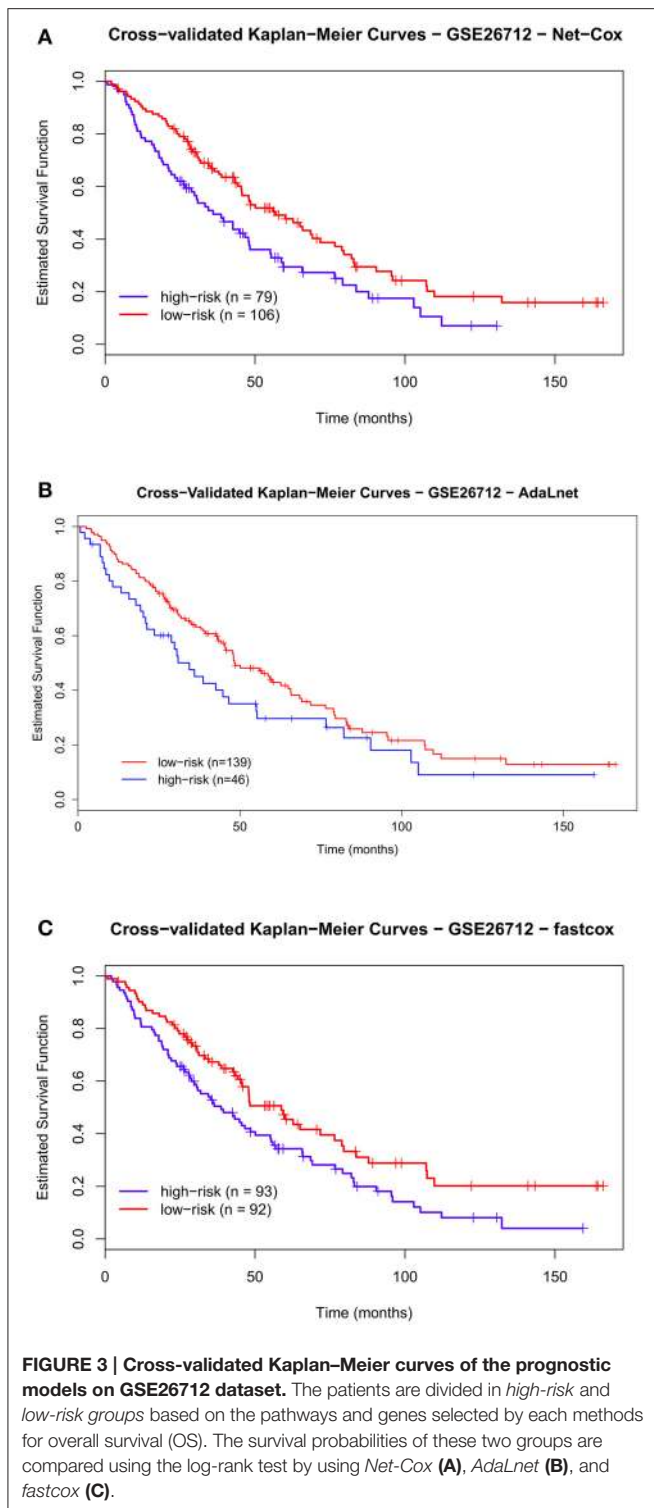 A
Cross-validated Kaplan−Meier Curves − GSE26712 − Net-Cox
Estimated Survival Function
1.0
0.8
0.6
0.4
0.2
0.0
high-risk (n = 79)
low-risk (n = 106)
0 50 100 150
Time (months)
B
Cross−Validated Kaplan−Meier Curves − GSE26712 − AdaLnet
Estimated Survival Function
1.0
0.8
0.6
0.4
0.2
0.0
low-risk (n=139)
high-risk (n=46)
0 50 100 150
Time (months)
C
Cross−validated Kaplan−Meier Curves − GSE26712 − fastcox
Estimated Survival Function
1.0
0.8
0.6
0.4
0.2
0.0
high-risk (n = 93)
low-risk (n = 92)
0 50 100 150
Time (months)
FIGURE 3 | Cross-validated Kaplan–Meier curves of the prognostic
models on GSE26712 dataset. The patients are divided in high-risk and
low-risk groups based on the pathways and genes selected by each methods
for overall survival (OS). The survival probabilities of these two groups are
compared using the log-rank test by using Net-Cox (A), AdaLnet (B), and
fastcox (C).